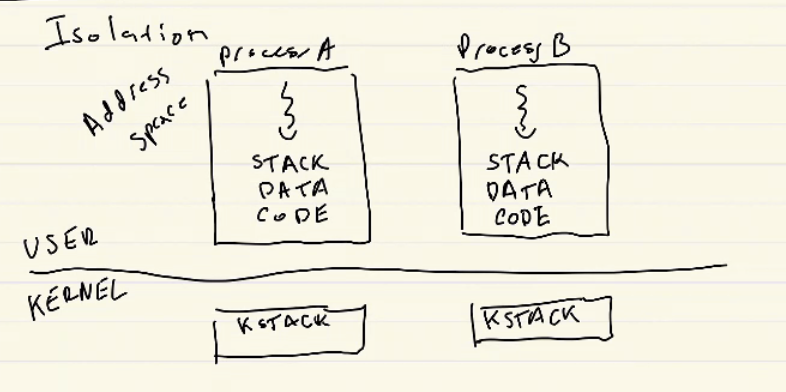 Isolation
Process A
Process B
Address
Space
STACK
DATA
CODE
STACK
DATA
CODE
USER
KERNEL
KSTACK
KSTACK